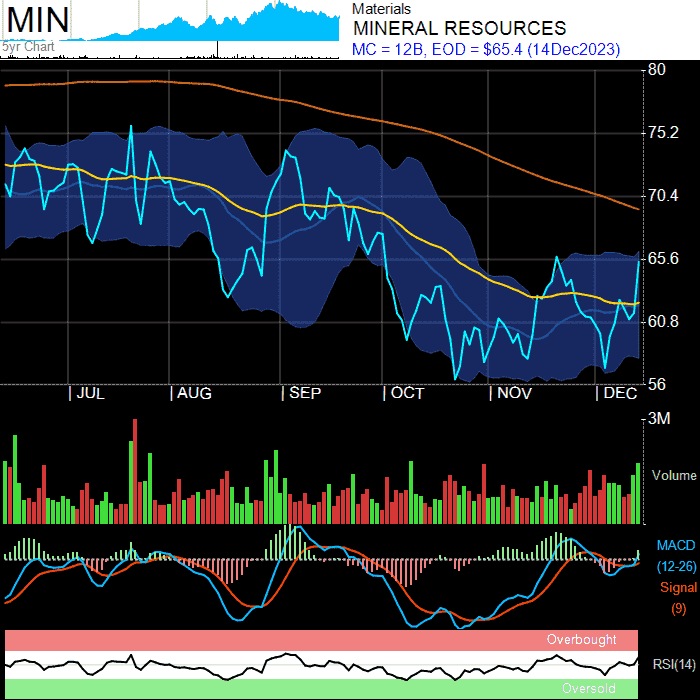 MIN
5yr Chart
Materials
MINERAL RESOURCES
MC = 12B, EOD = $65.4 (14Dec2023)
80
75.2
70.4
65.6
60.8
56
| JUL | AUG | SEP | OCT | NOV | DEC
3M
Volume
MACD
(12-26)
Signal
(9)
Overbought
RSI(14)
Oversold